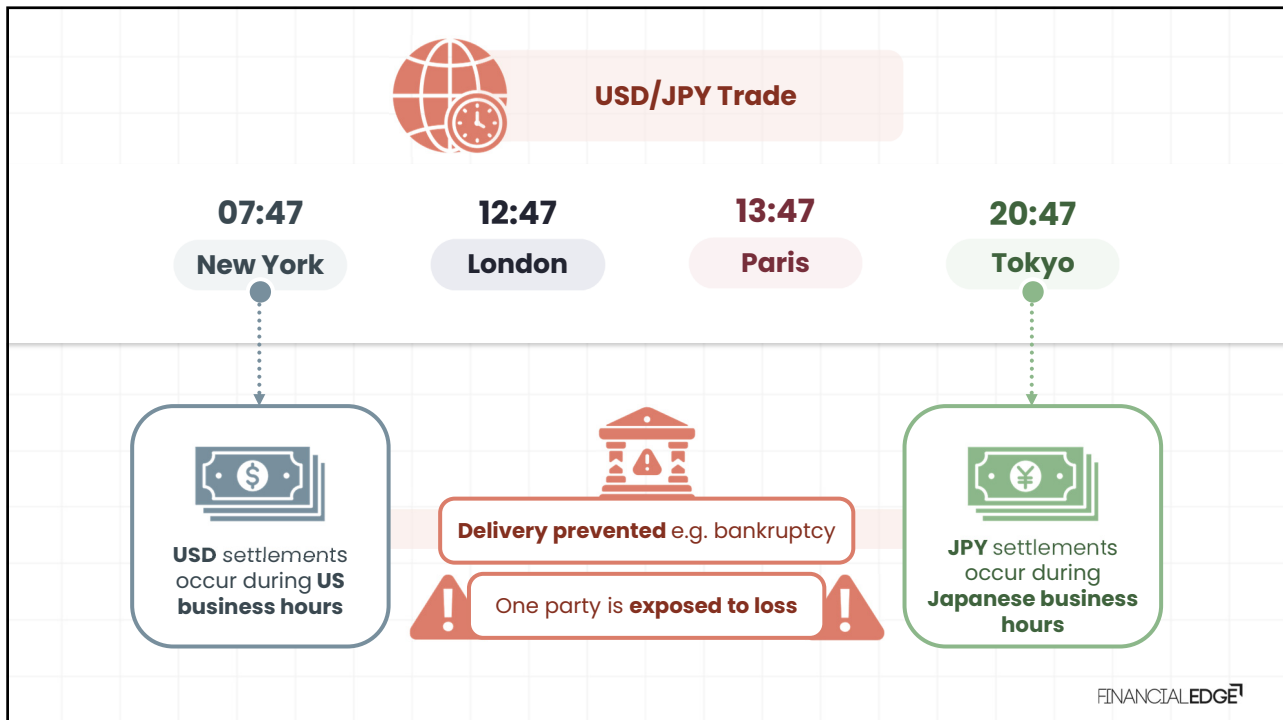 USD/JPY Trade
07:47
12:47
13:47
20:47
New York
London
Paris
Tokyo
$
USD settlements
occur during US
business hours
Delivery prevented e.g. bankruptcy
One party is exposed to loss
¥
JPY settlements
occur during
Japanese business
hours
FINANCIALEDGE